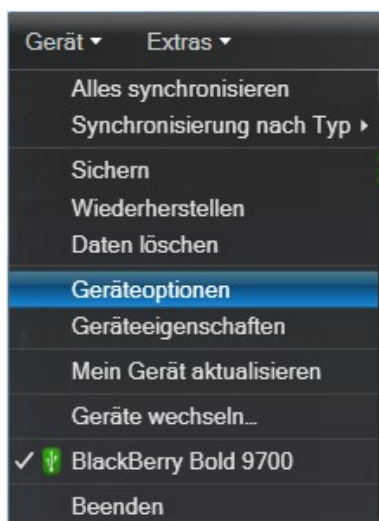 Gerät Extras
Alles synchronisieren
Synchronisierung nach Typ
Sichern
Wiederherstellen
Daten löschen
Geräteoptionen
Geräteeigenschaften
Mein Gerät aktualisieren
Geräte wechseln...
BlackBerry Bold 9700
Beenden